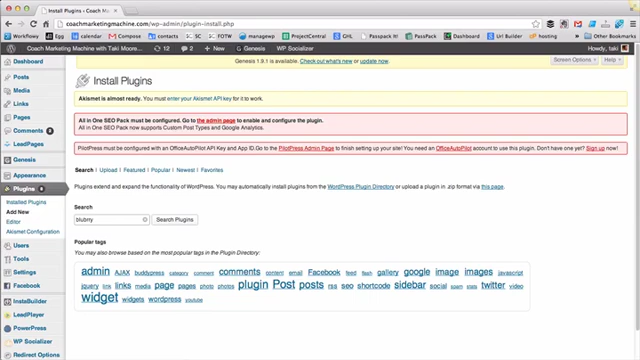 Install Plugins ‹ Coach Mar
coachmarketingmachine.com/wp-admin/plugin-install.php
Workflowy Google Calendar SC FOTW managewp PilotPress Passpack It! GHL PassPack Dashboard Url Builder hosting Other Bookmarks
Coach Marketing Machine with Taki Moore... 12 2 New Genesis WP Socializer Howdy, taki
Genesis 1.9.1 is available. Check out what's new or update now.
Screen Options Help
Dashboard
Posts
Media
Links
Pages
Comments
LeadPages
Genesis
Appearance
Plugins
Installed Plugins
Add New
Editor
Akismet Configuration
Users
Tools
Settings
Facebook
InstaBuilder
LeadPlayer
PowerPress
WP Socializer
Redirect Options
Install Plugins
Akismet is almost ready. You must enter your Akismet API key for it to work.
All in One SEO Pack must be configured. Go to the admin page to enable and configure the plugin.
All in One SEO Pack now supports Custom Post Types and Google Analytics.
PilotPress must be configured with an OfficeAutoPilot API Key and App ID.Go to the PilotPress Admin Page to finish setting up your site! You need an OfficeAutoPilot account to use this plugin. Don't have one yet? Sign up now!
Search | Upload | Featured | Popular | Newest | Favorites
Plugins extend and expand the functionality of WordPress. You may automatically install plugins from the WordPress Plugin Directory or upload a plugin in .zip format via this page.
Search
blubrry
Search Plugins
Popular tags
You may also browse based on the most popular tags in the Plugin Directory:
admin AJAX buddypress category comment comments content email Facebook feed flash gallery google image images javascript
jquery link links media page pages photo photos plugin Post posts rss seo shortcode sidebar social spam stats twitter video
widget widgets wordpress youtube